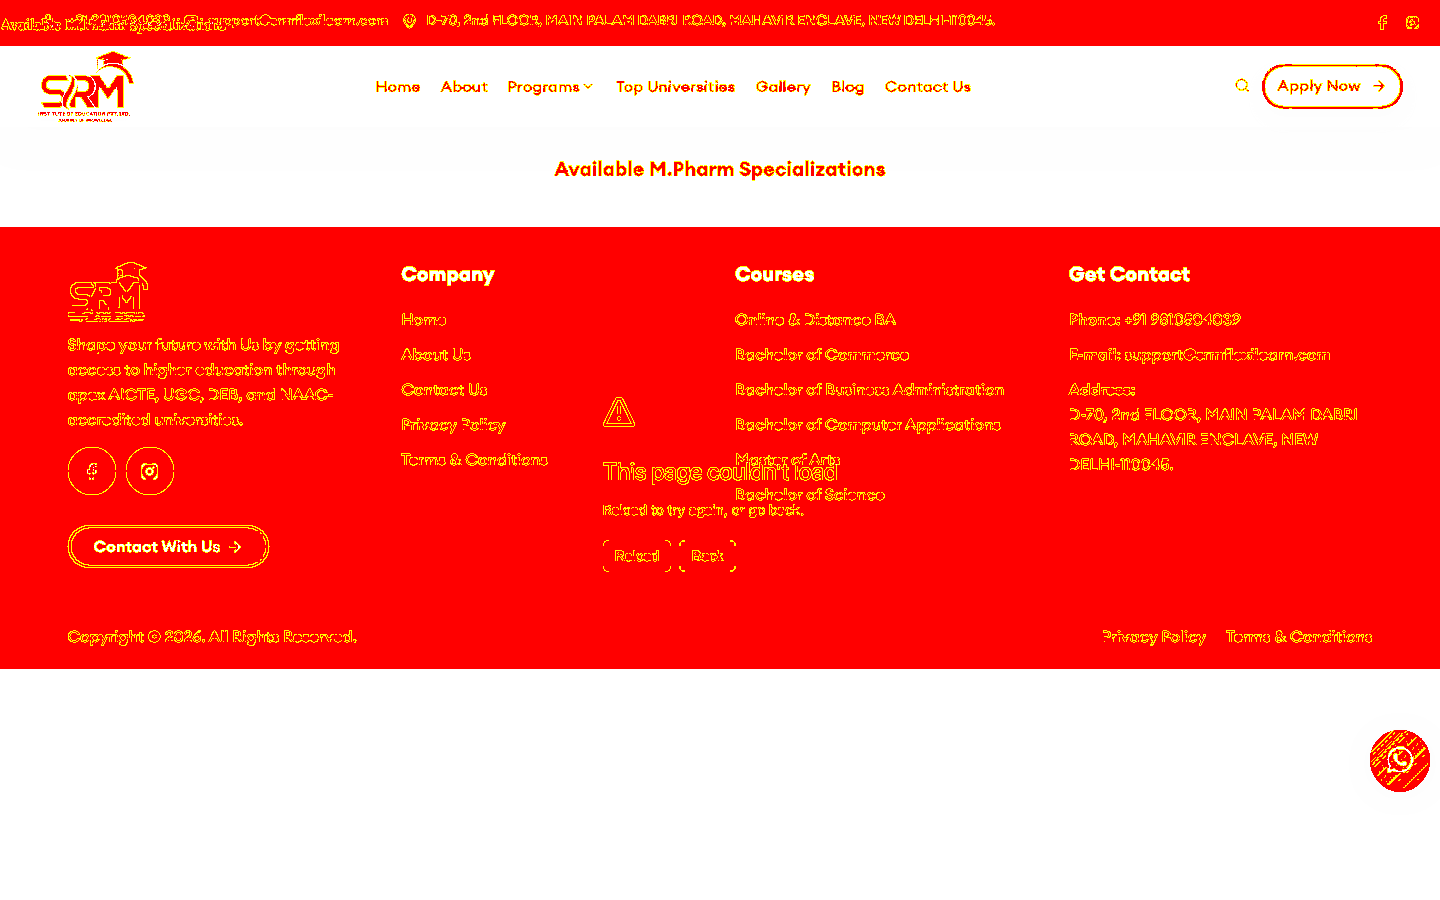 Available M.Pharm Specializations
D-70, 2nd FLOOR, MAIN PALAM DABRI ROAD, MAHAVIR ENCLAVE, NEW DELHI-110045.
SRM
Home About Programs Top Universities Gallery Blog Contact Us
Apply Now
Available M.Pharm Specializations
SRM
Shape your future with Us by getting
access to higher education through
apex AICTE, UGC, DEB, and NAAC-
accredited universities.
Contact With Us
Company
Home
About Us
Contact Us
Privacy Policy
Terms & Conditions
Courses
Online & Distance BA
Bachelor of Commerce
Bachelor of Business Administration
Bachelor of Computer Applications
Master of Arts
Bachelor of Science
This page couldn't load
Reload to try again, or go back.
Reload Back
Get Contact
Phone: +91
E-mail:
Address:
D-70, 2nd FLOOR, MAIN PALAM DABRI
ROAD, MAHAVIR ENCLAVE, NEW
DELHI-110045.
Copyright © 2026. All Rights Reserved.
Privacy Policy Terms & Conditions